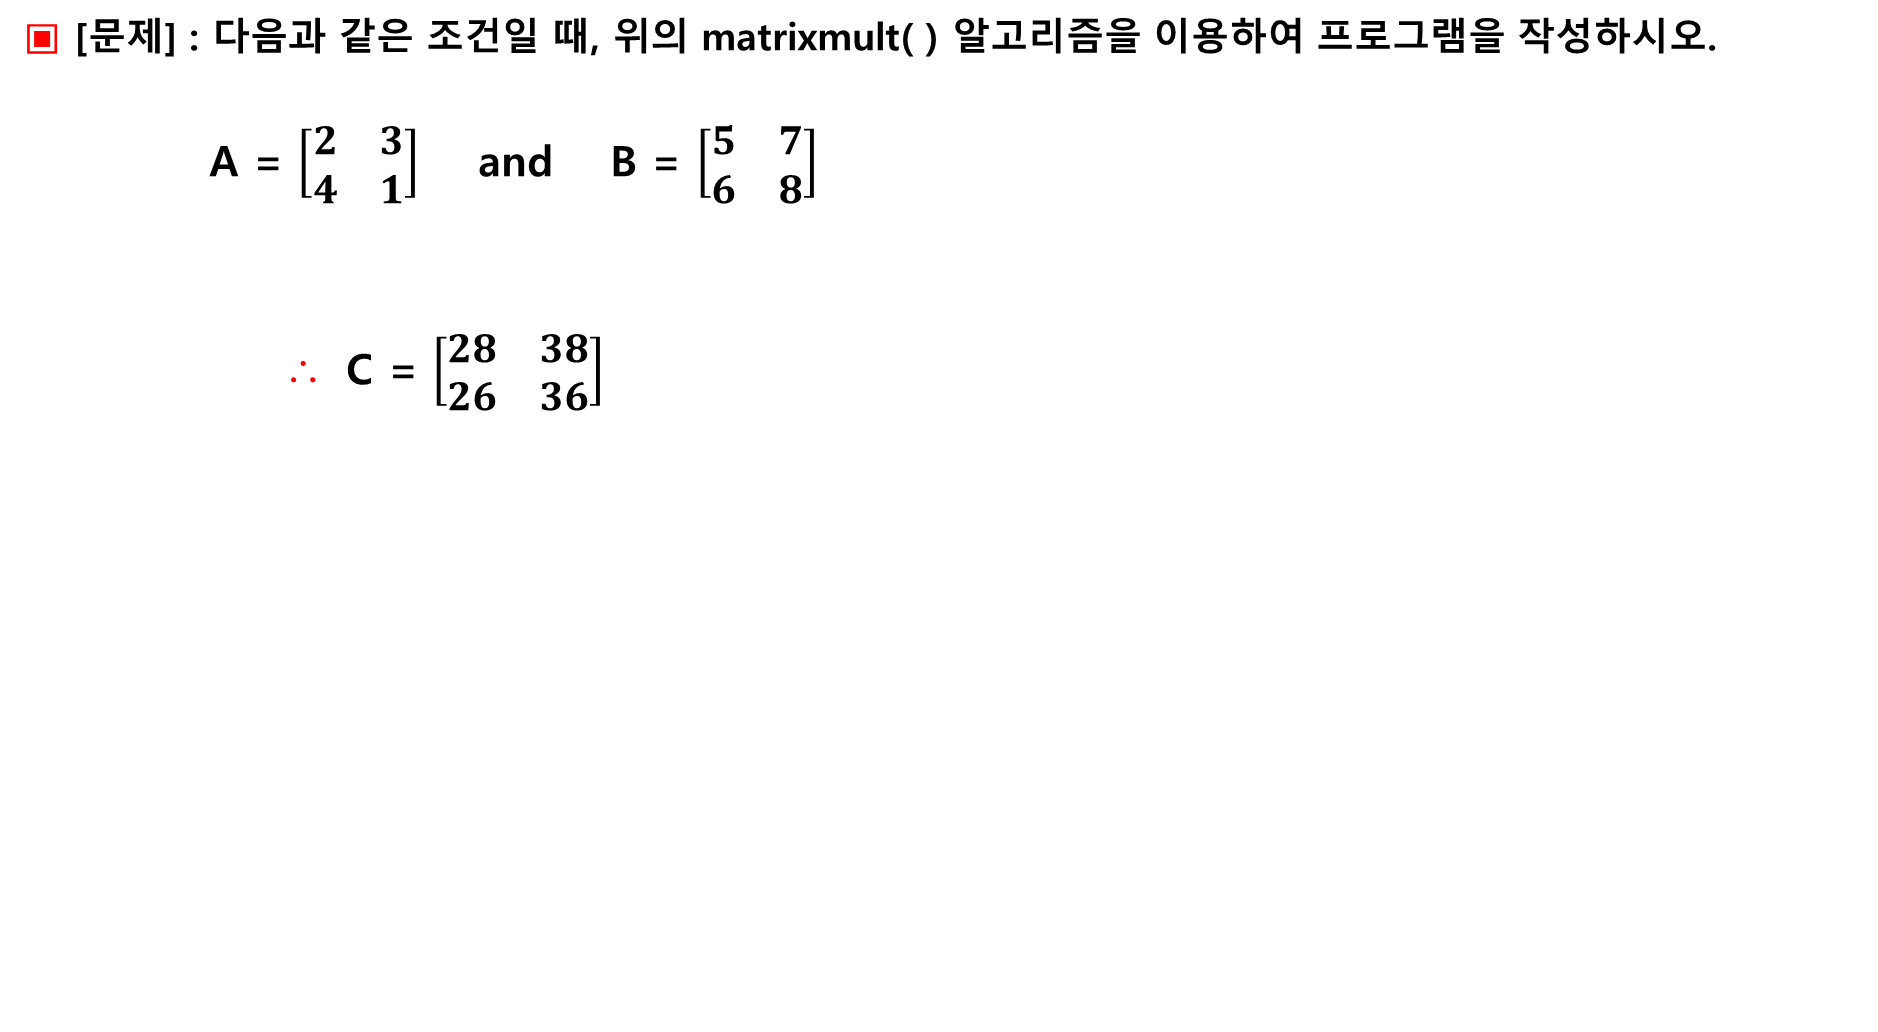 ▣ [문제] : 다음과 같은 조건일 때, 위의 matrixmult( ) 알고리즘을 이용하여 프로그램을 작성하시오.
A = [2 3 and B = [5 7
4 1] 6 8]
∴ C = [28 38
26 36]